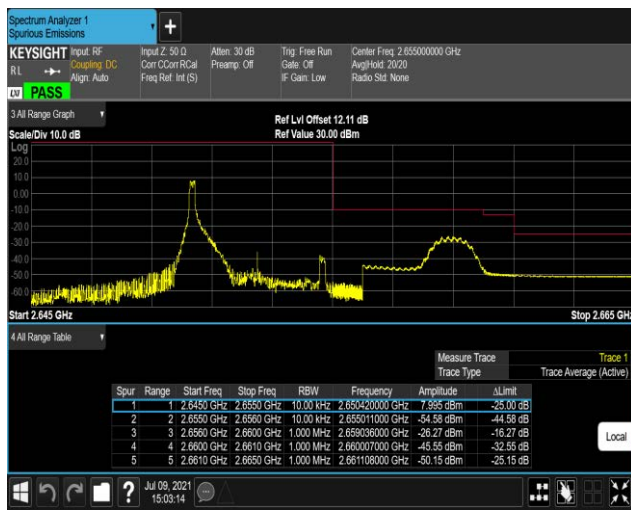 Spectrum Analyzer 1
Spurious Emissions
KEYSIGHT Input: RF Input Z: 50 Ω Atten: 30 dB Trig: Free Run Center Freq: 2.655000000 GHz
RL Coupling: DC Corr CCorr RCal Preamp: Off Gate: Off Avg|Hold: 20/20
Align: Auto Freq Ref: Int (S) IF Gain: Low Radio Std: None
LXI PASS
3 All Range Graph
Ref Lvl Offset 12.11 dB
Scale/Div 10.0 dB Ref Value 30.00 dBm
Log
20.0
10.0
0.00
-10.0
-20.0
-30.0
-40.0
-50.0
-60.0
Start 2.645 GHz Stop 2.665 GHz
4 All Range Table
Measure Trace Trace 1
Trace Type Trace Average (Active)
Spur Range Start Freq Stop Freq RBW Frequency Amplitude ΔLimit
1 1 2.6450 GHz 2.6550 GHz 10.00 kHz 2.650420000 GHz 7.995 dBm -25.00 dB
2 2 2.6550 GHz 2.6560 GHz 10.00 kHz 2.655011000 GHz -54.58 dBm -44.58 dB
3 3 2.6560 GHz 2.6600 GHz 1.000 MHz 2.659036000 GHz -26.27 dBm -16.27 dB
4 4 2.6600 GHz 2.6610 GHz 1.000 MHz 2.660007000 GHz -45.55 dBm -32.55 dB
5 5 2.6610 GHz 2.6650 GHz 1.000 MHz 2.661108000 GHz -50.15 dBm -25.15 dB
Local
Jul 09, 2021
15:03:14